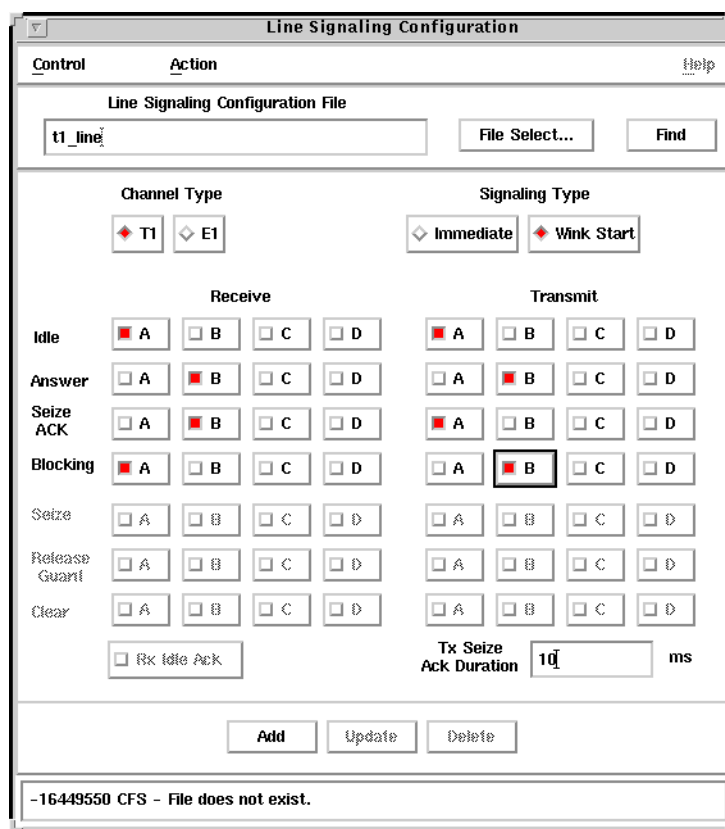 Line Signaling Configuration
Control Action Help
Line Signaling Configuration File
t1_line File Select... Find
Channel Type Signaling Type
T1 E1 Immediate Wink Start
Receive Transmit
Idle A B C D A B C D
Answer A B C D A B C D
Seize
ACK A B C D A B C D
Blocking A B C D A B C D
Seize A B C D A B C D
Release
Guard A B C D A B C D
Clear A B C D A B C D
Rx Idle Ack Tx Seize
Ack Duration 10 ms
Add Update Delete
-16449550 CFS - File does not exist.